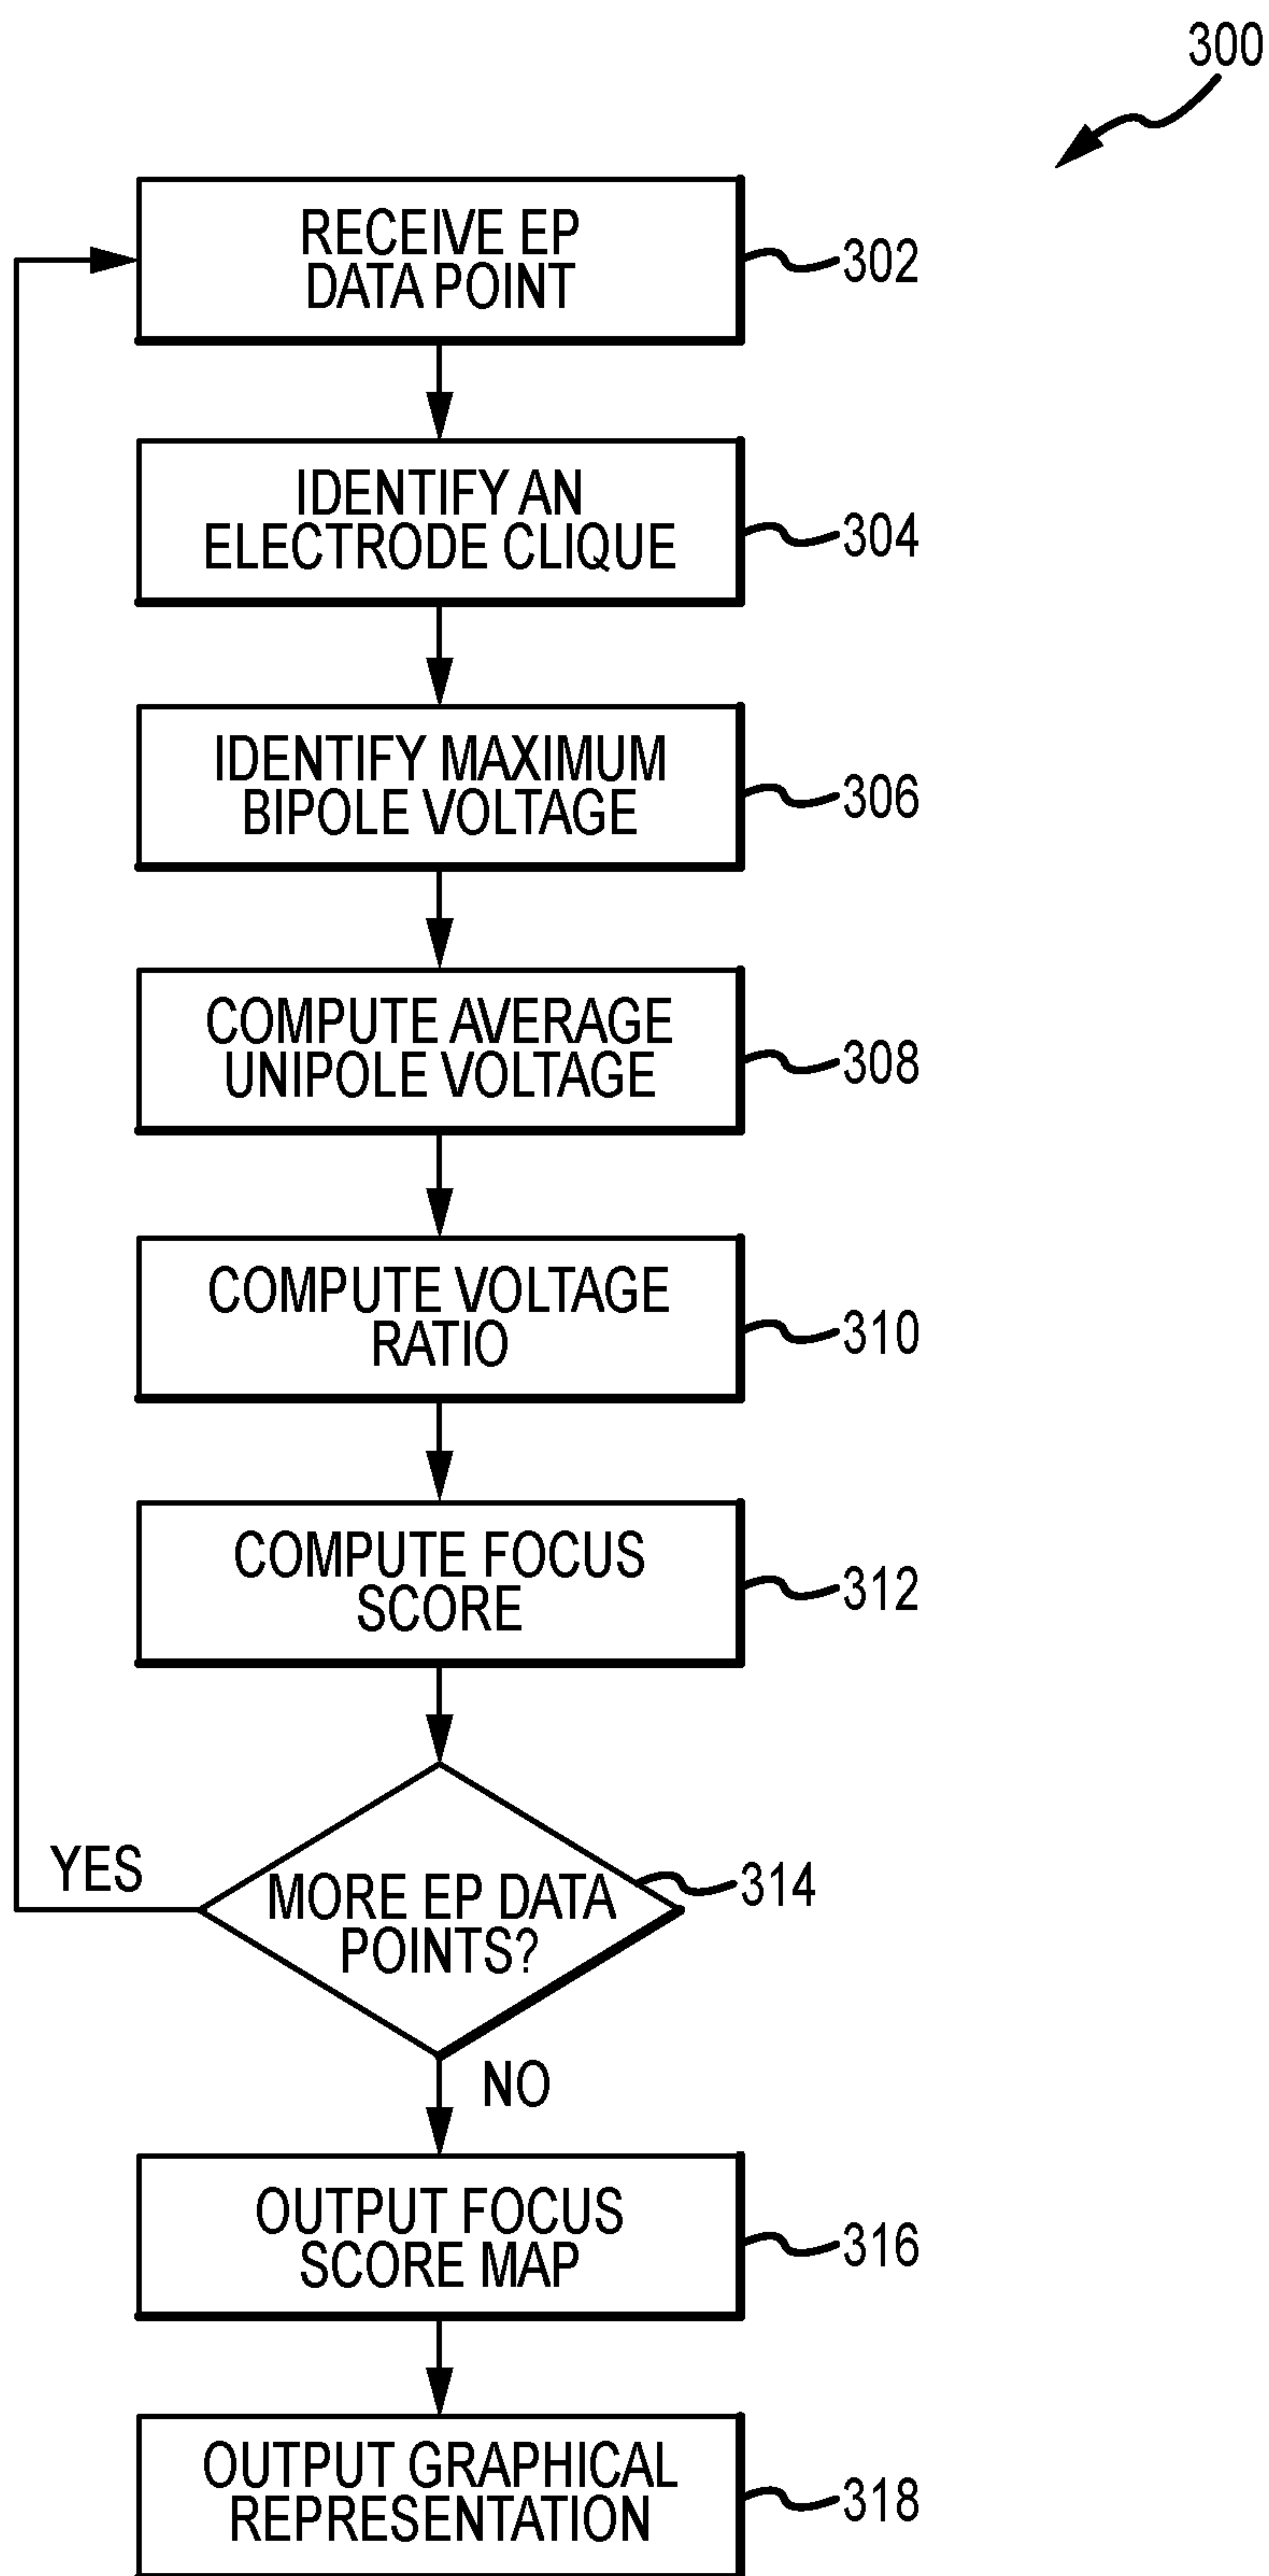 300
RECEIVE EP
DATA POINT
302
IDENTIFY AN
ELECTRODE CLIQUE
304
IDENTIFY MAXIMUM
BIPOLE VOLTAGE
306
COMPUTE AVERAGE
UNIPOLE VOLTAGE
308
COMPUTE VOLTAGE
RATIO
310
COMPUTE FOCUS
SCORE
312
YES
MORE EP DATA
POINTS?
314
NO
OUTPUT FOCUS
SCORE MAP
316
OUTPUT GRAPHICAL
REPRESENTATION
318